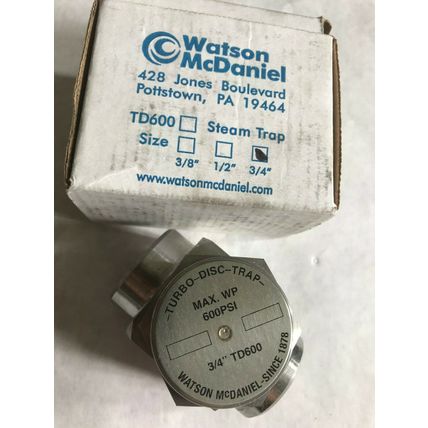 Watson
McDaniel
428 Jones Boulevard
Pottstown, PA 19464
TD600 Steam Trap
Size
3/8" 1/2" 3/4"
www.watsonmcdaniel.com
-TURBO-DISC-TRAP-
MAX. WP
600PSI
3/4" TD600
WATSON McDANIEL-SINCE 1878